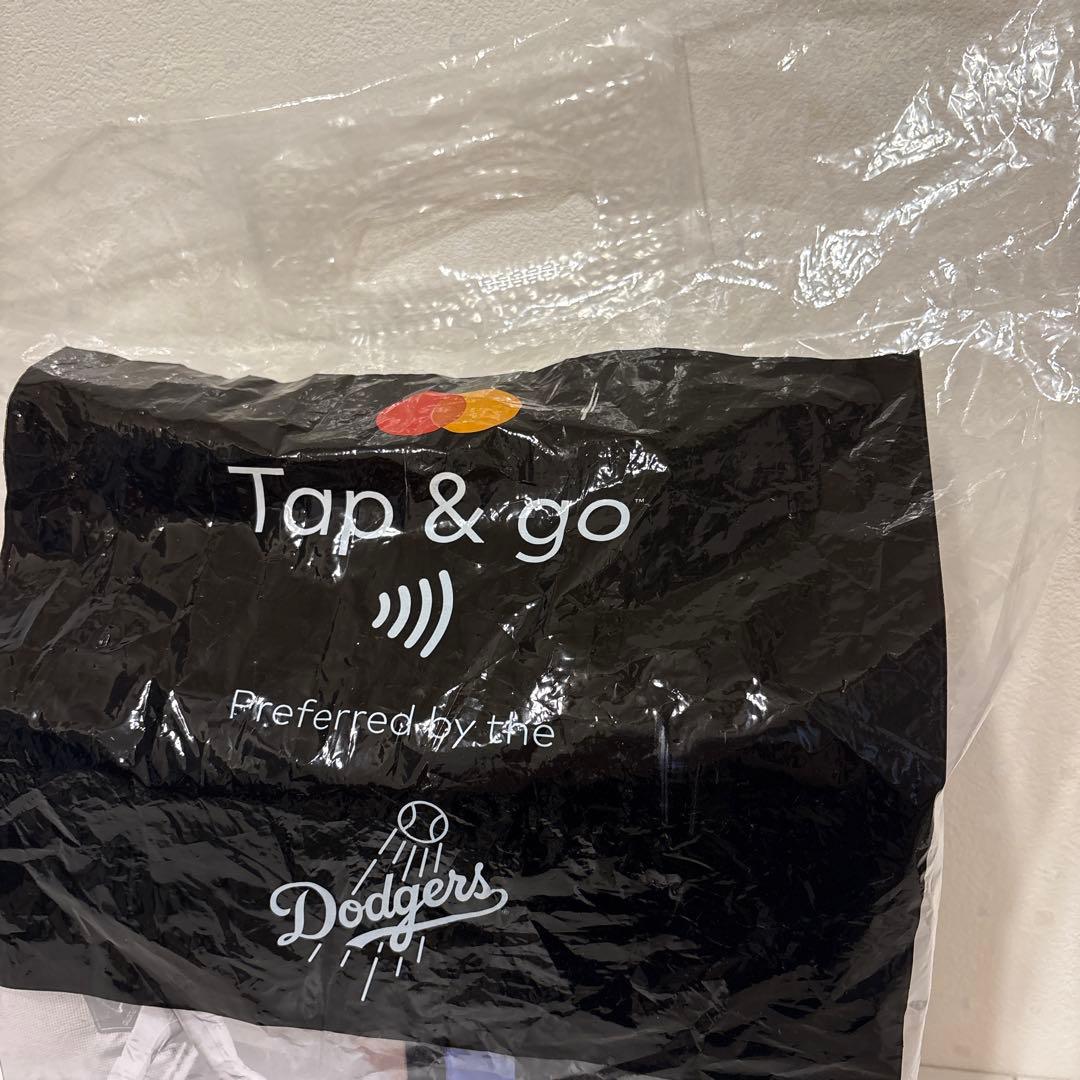 Tap & go™
Preferred by the
Dodgers